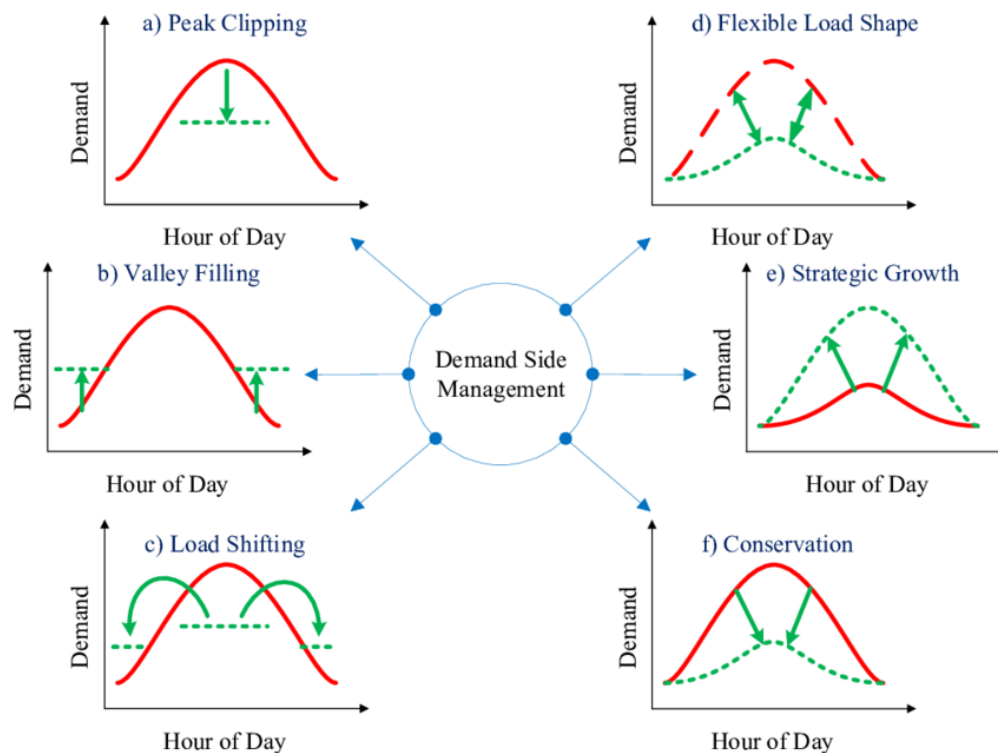 a) Peak Clipping
Demand
Hour of Day
b) Valley Filling
Demand
Hour of Day
c) Load Shifting
Demand
Hour of Day
Demand Side
Management
d) Flexible Load Shape
Demand
Hour of Day
e) Strategic Growth
Demand
Hour of Day
f) Conservation
Demand
Hour of Day